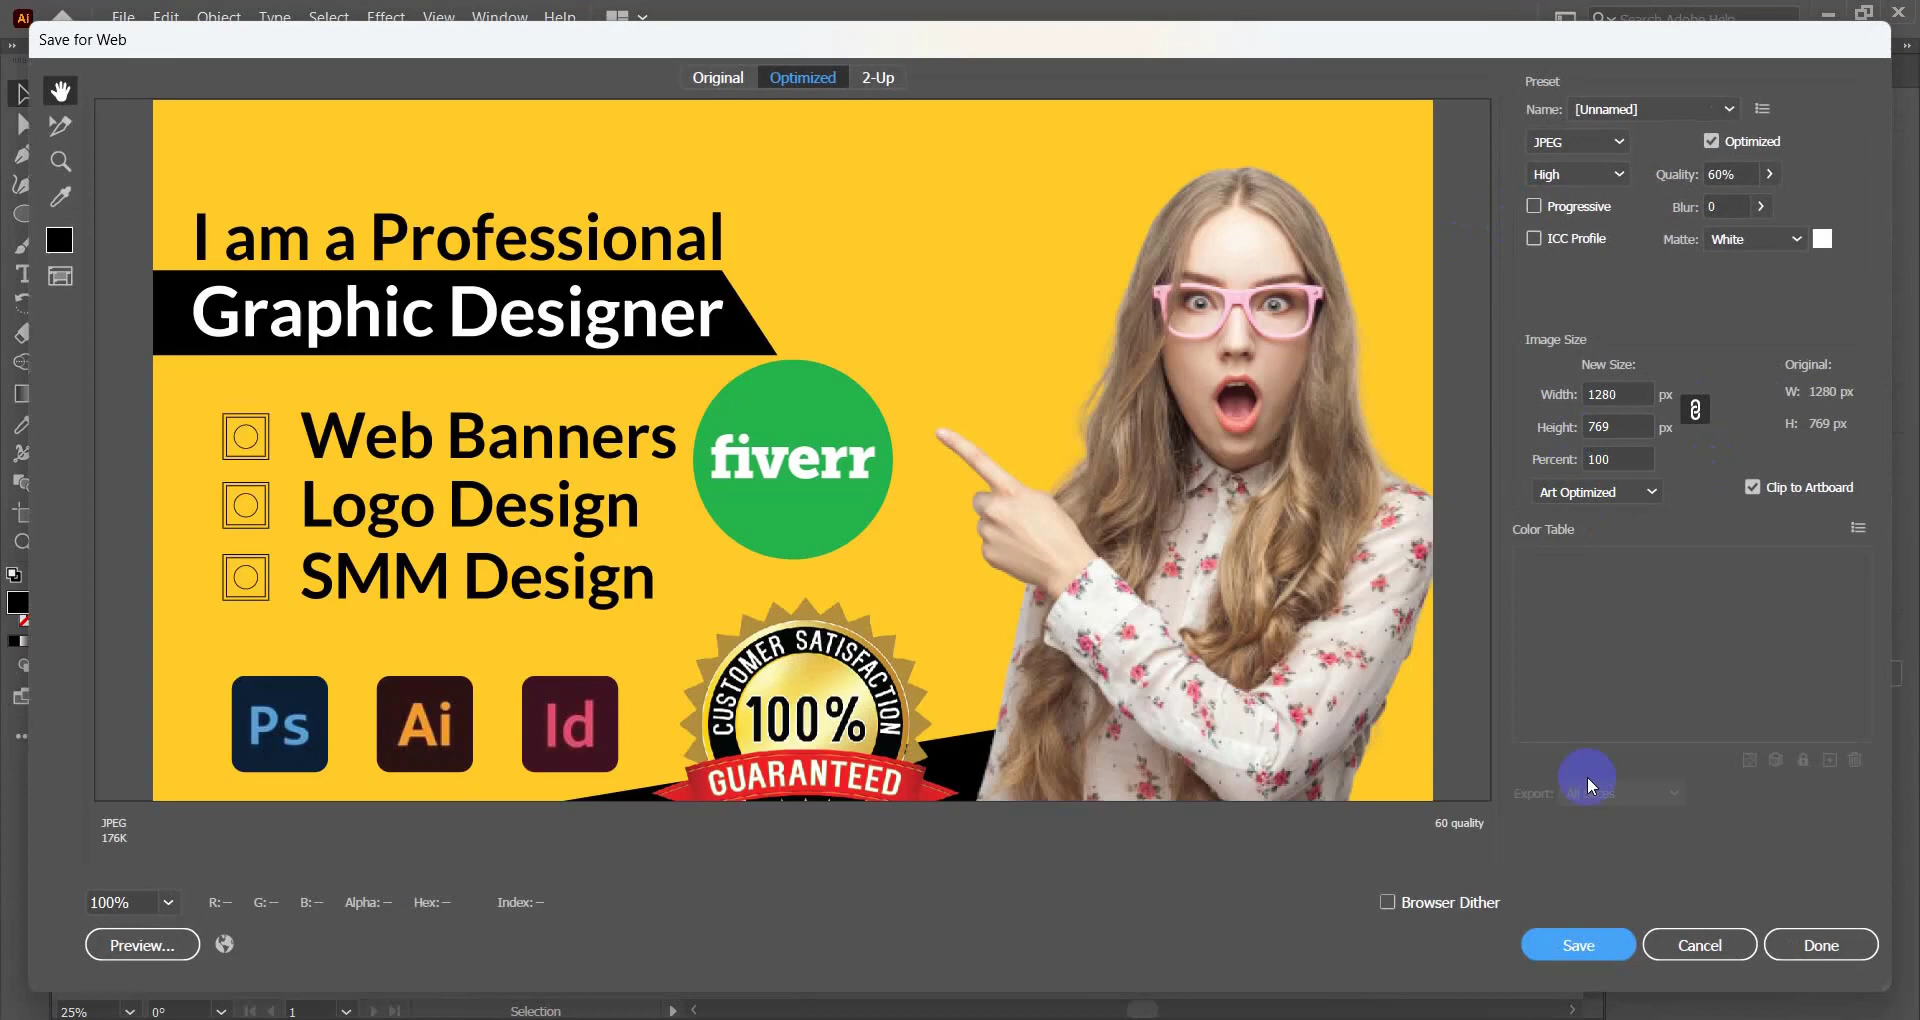 File Edit Object Type Select Effect View Window Help
Search Adobe Help
Save for Web
Original Optimized 2-Up
I am a Professional
Graphic Designer
Web Banners
Logo Design
SMM Design
fiverr
Ps Ai Id
CUSTOMER SATISFACTION
100%
GUARANTEED
JPEG
176K
60 quality
100% R: -- G: -- B: -- Alpha: -- Hex: -- Index: --
Browser Dither
Preview...
Preset
Name: [Unnamed]
JPEG Optimized
High Quality: 60%
Progressive Blur: 0
ICC Profile Matte: White
Image Size
New Size: Original:
Width: 1280 px W: 1280 px
Height: 769 px H: 769 px
Percent: 100
Art Optimized Clip to Artboard
Color Table
Export:
Save Cancel Done
25% 0° 1 Selection